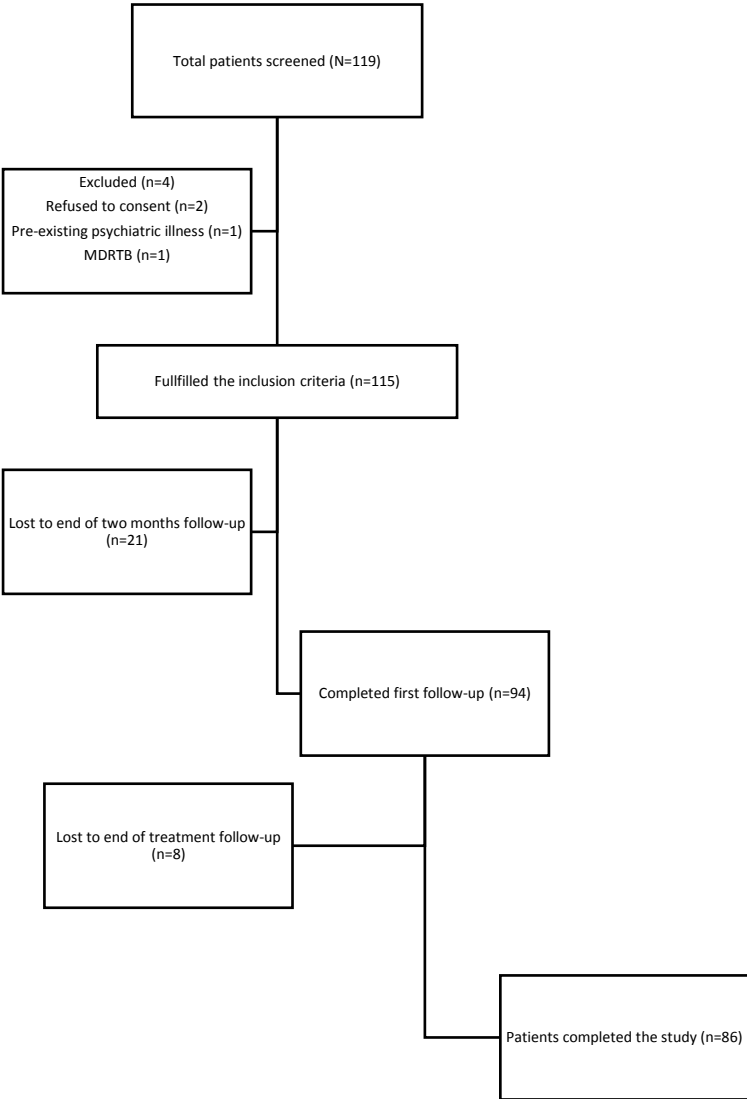 Total patients screened (N=119)
Excluded (n=4)
Refused to consent (n=2)
Pre-existing psychiatric illness (n=1)
MDRTB (n=1)
Fullfilled the inclusion criteria (n=115)
Lost to end of two months follow-up
(n=21)
Completed first follow-up (n=94)
Lost to end of treatment follow-up
(n=8)
Patients completed the study (n=86)